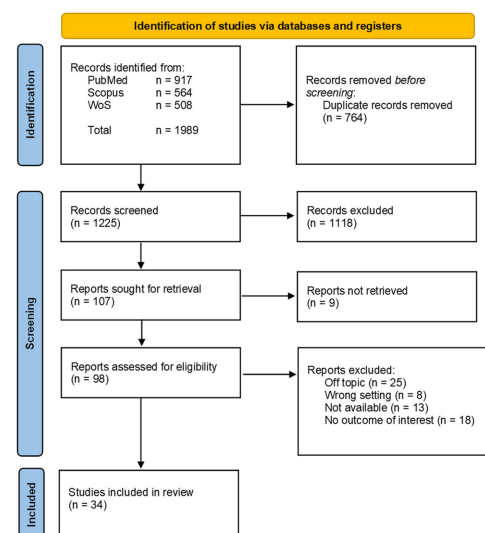 Identification of studies via databases and registers
Identification
Records identified from:
PubMed n = 917
Scopus n = 564
WoS n = 508
Total n = 1989
Records removed before
screening:
Duplicate records removed
(n = 764)
Screening
Records screened
(n = 1225)
Records excluded
(n = 1118)
Reports sought for retrieval
(n = 107)
Reports not retrieved
(n = 9)
Reports assessed for eligibility
(n = 98)
Reports excluded:
Off topic (n = 25)
Wrong setting (n = 8)
Not available (n = 13)
No outcome of interest (n = 18)
Included
Studies included in review
(n = 34)